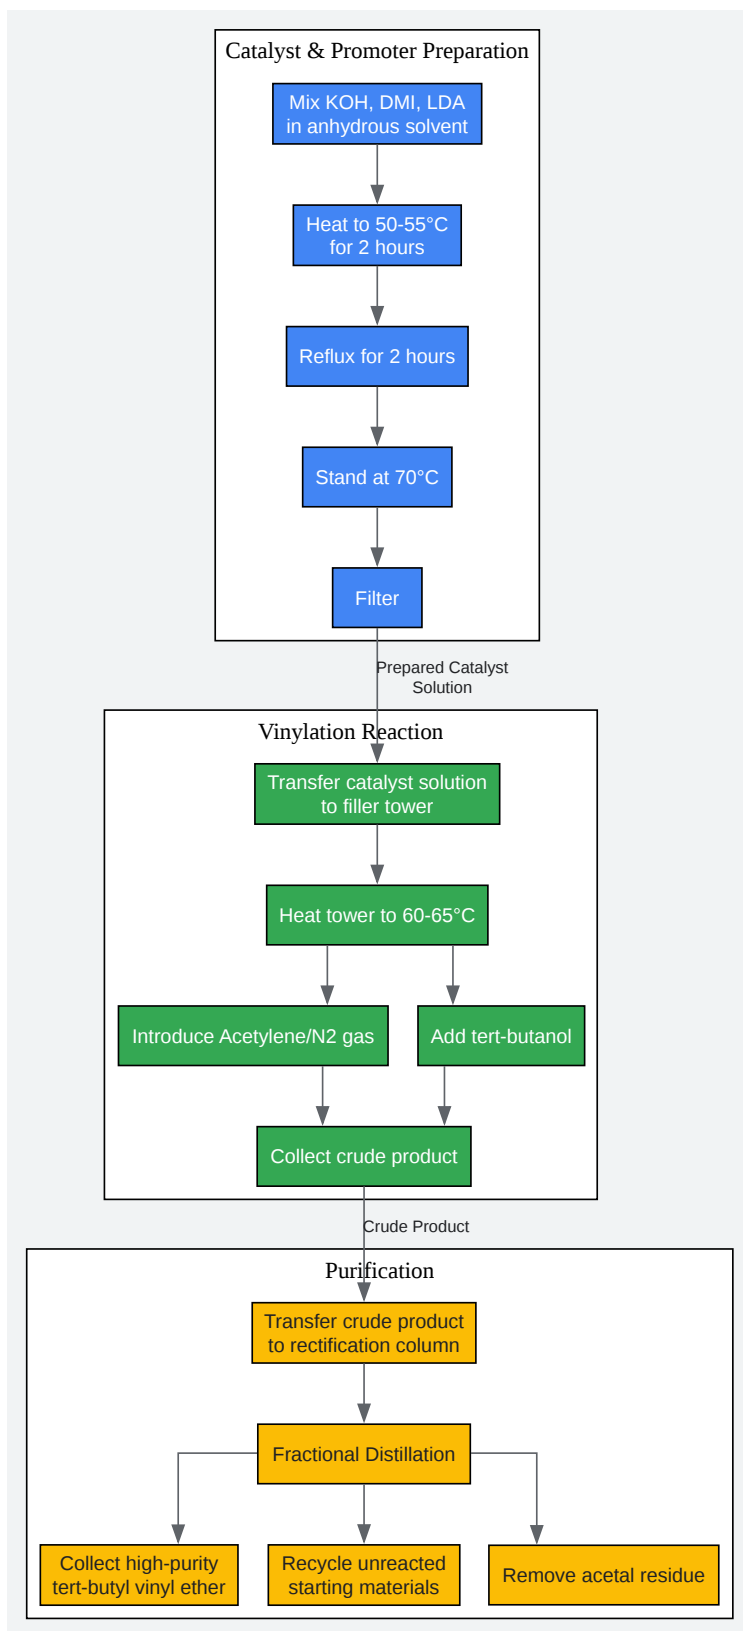 Catalyst & Promoter Preparation
Mix KOH, DMI, LDA
in anhydrous solvent
Heat to 50-55°C
for 2 hours
Reflux for 2 hours
Stand at 70°C
Filter
Prepared Catalyst
Solution
Vinylation Reaction
Transfer catalyst solution
to filler tower
Heat tower to 60-65°C
Introduce Acetylene/N2 gas
Add tert-butanol
Collect crude product
Crude Product
Purification
Transfer crude product
to rectification column
Fractional Distillation
Collect high-purity
tert-butyl vinyl ether
Recycle unreacted
starting materials
Remove acetal residue